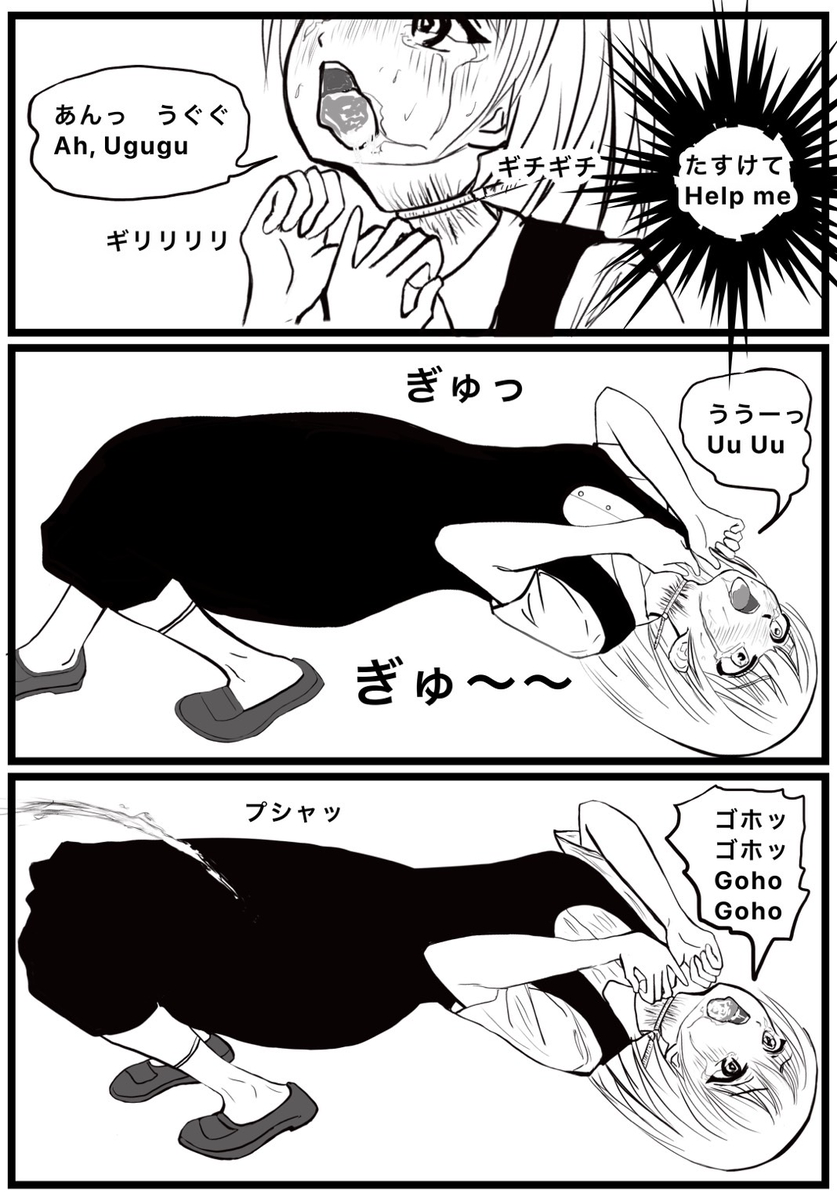 あんっ　うぐぐ
Ah, Ugugu
ギチギチ
たすけて
Help me
ギリリリリ
ぎゅっ
ううーっ
Uu Uu
ぎゅ～～
プシャッ
ゴホッ
ゴホッ
Goho
Goho